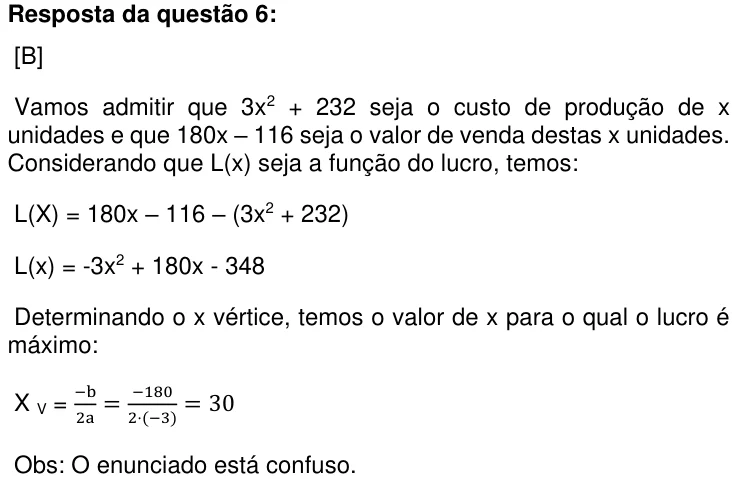 Resposta da questão 6:
[B]
Vamos admitir que 3x² + 232 seja o custo de produção de x
unidades e que 180x – 116 seja o valor de venda destas x unidades.
Considerando que L(x) seja a função do lucro, temos:
L(X) = 180x – 116 – (3x² + 232)
L(x) = -3x² + 180x - 348
Determinando o x vértice, temos o valor de x para o qual o lucro é
máximo:
X V = −b/2a = −180/2·(−3) = 30
Obs: O enunciado está confuso.